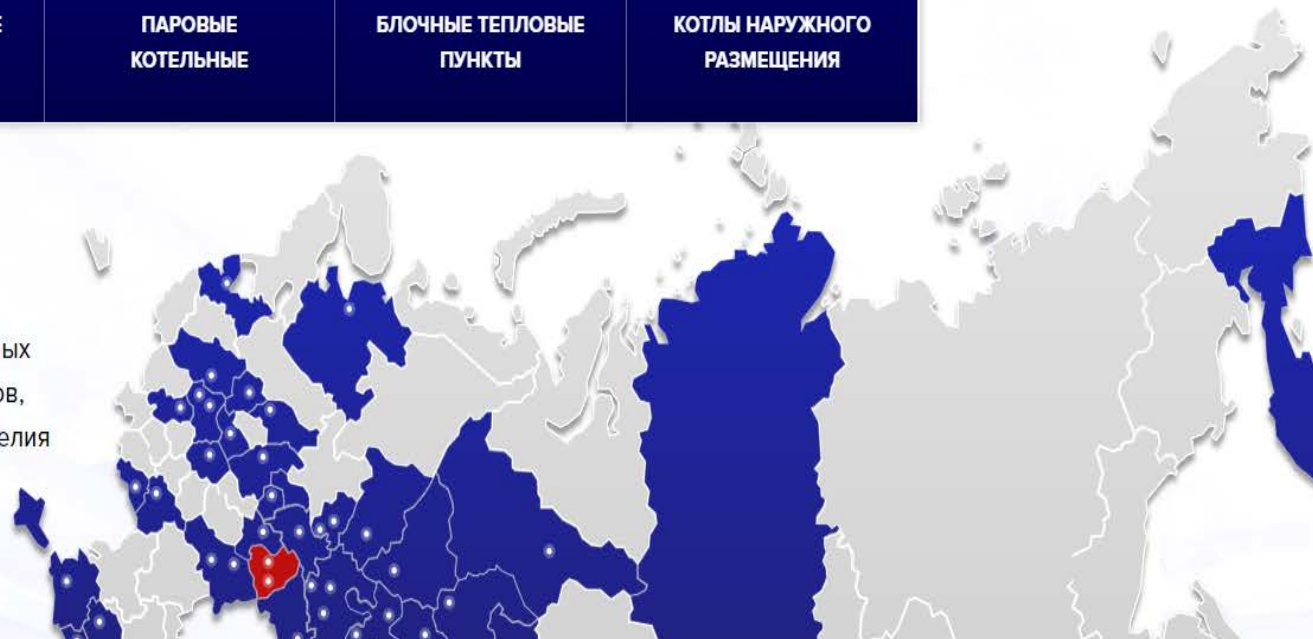 ПАРОВЫЕ
КОТЕЛЬНЫЕ
БЛОЧНЫЕ ТЕПЛОВЫЕ
ПУНКТЫ
КОТЛЫ НАРУЖНОГО
РАЗМЕЩЕНИЯ
ых
ов,
елия